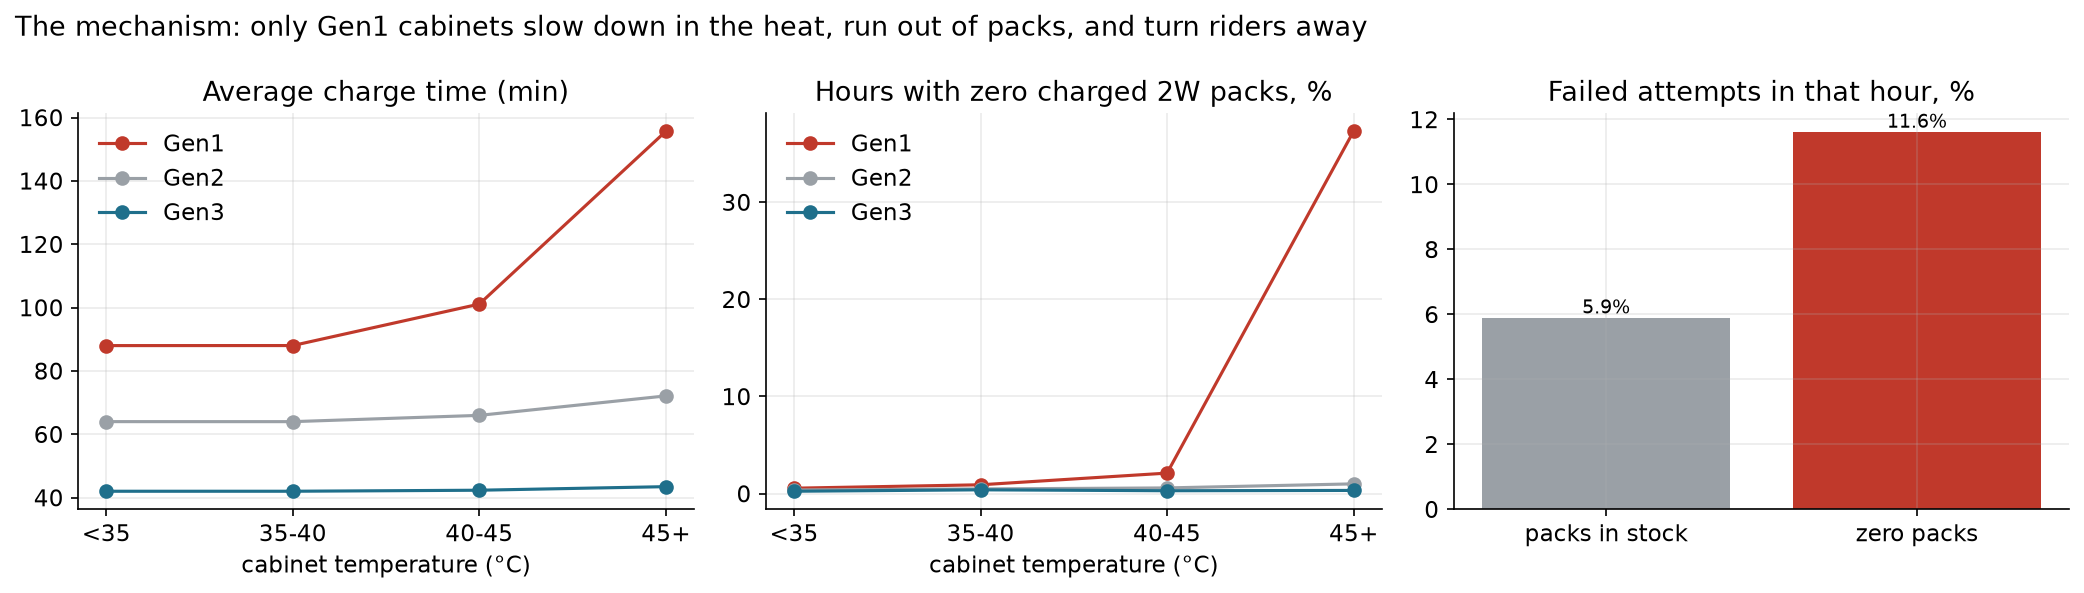 The mechanism: only Gen1 cabinets slow down in the heat, run out of packs, and turn riders away
Average charge time (min)
160
140
120
100
80
60
40
Gen1
Gen2
Gen3
<35
35-40
40-45
45+
cabinet temperature (°C)
Hours with zero charged 2W packs, %
30
20
10
0
Gen1
Gen2
Gen3
<35
35-40
40-45
45+
cabinet temperature (°C)
Failed attempts in that hour, %
12
10
8
6
4
2
0
5.9%
11.6%
packs in stock
zero packs